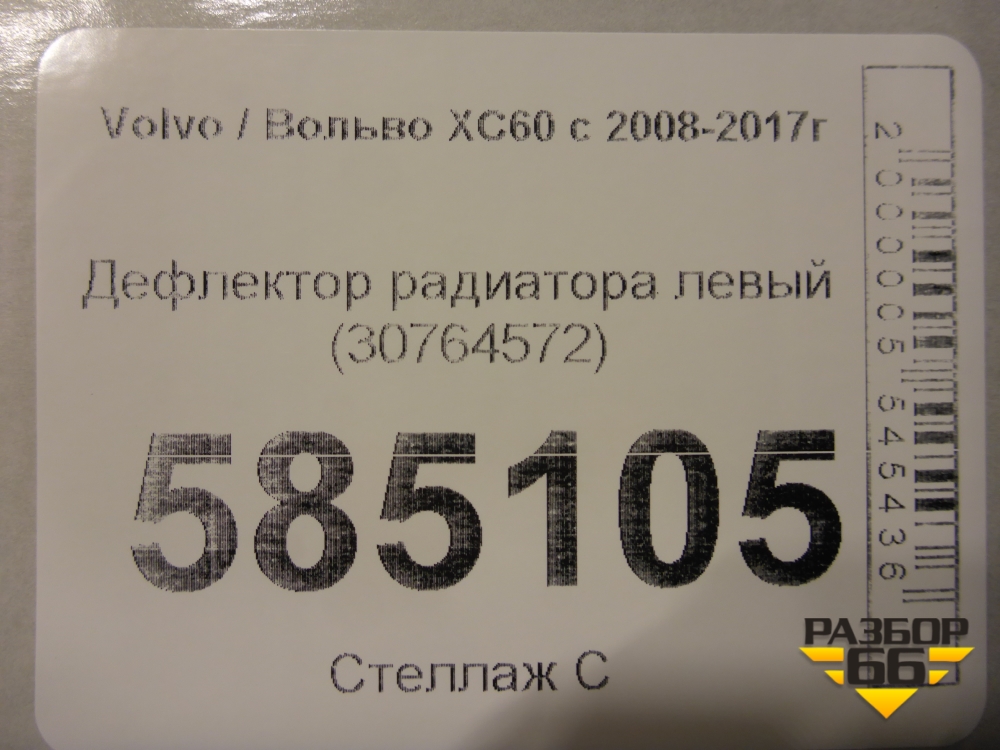 Volvo / Вольво XC60 с 2008-2017г
Дефлектор радиатора левый
(30764572)
585105
Стеллаж С
2000005545436
РАЗБОР
66